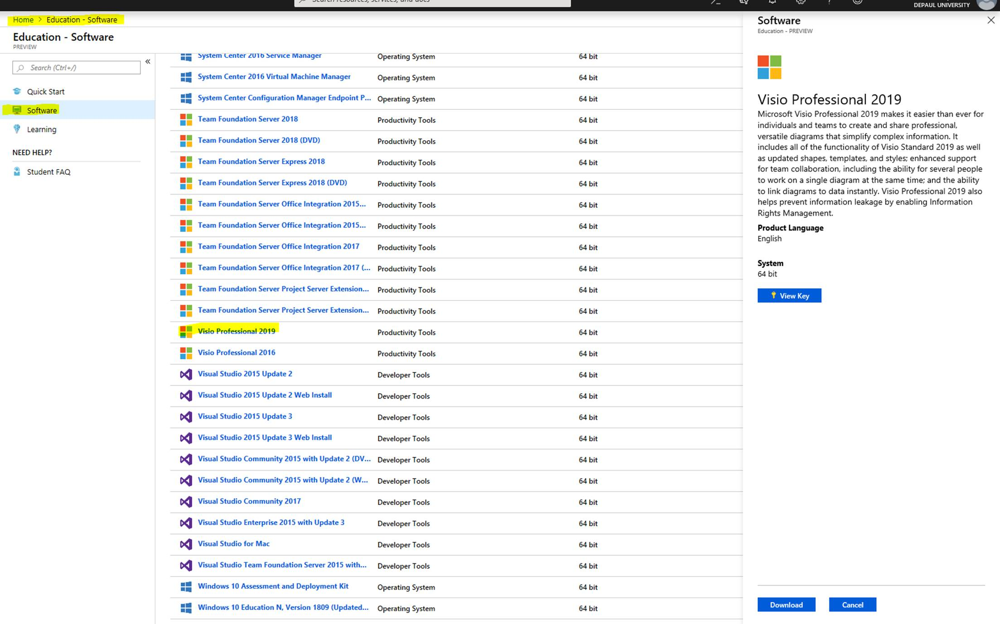 Search resources, services, and docs
DEPAUL UNIVERSITY
Home > Education - Software
Education - Software
PREVIEW
«
Search (Ctrl+/)
Quick Start
Software
Learning
NEED HELP?
Student FAQ
System Center 2016 Service Manager Operating System 64 bit
System Center 2016 Virtual Machine Manager Operating System 64 bit
System Center Configuration Manager Endpoint P... Operating System 64 bit
Team Foundation Server 2018 Productivity Tools 64 bit
Team Foundation Server 2018 (DVD) Productivity Tools 64 bit
Team Foundation Server Express 2018 Productivity Tools 64 bit
Team Foundation Server Express 2018 (DVD) Productivity Tools 64 bit
Team Foundation Server Office Integration 2015... Productivity Tools 64 bit
Team Foundation Server Office Integration 2015... Productivity Tools 64 bit
Team Foundation Server Office Integration 2017 Productivity Tools 64 bit
Team Foundation Server Office Integration 2017 (... Productivity Tools 64 bit
Team Foundation Server Project Server Extension... Productivity Tools 64 bit
Team Foundation Server Project Server Extension... Productivity Tools 64 bit
Visio Professional 2019 Productivity Tools 64 bit
Visio Professional 2016 Productivity Tools 64 bit
Visual Studio 2015 Update 2 Developer Tools 64 bit
Visual Studio 2015 Update 2 Web Install Developer Tools 64 bit
Visual Studio 2015 Update 3 Developer Tools 64 bit
Visual Studio 2015 Update 3 Web Install Developer Tools 64 bit
Visual Studio Community 2015 with Update 2 (DV... Developer Tools 64 bit
Visual Studio Community 2015 with Update 2 (W... Developer Tools 64 bit
Visual Studio Community 2017 Developer Tools 64 bit
Visual Studio Enterprise 2015 with Update 3 Developer Tools 64 bit
Visual Studio for Mac Developer Tools 64 bit
Visual Studio Team Foundation Server 2015 with... Developer Tools 64 bit
Windows 10 Assessment and Deployment Kit Operating System 64 bit
Windows 10 Education N, Version 1809 (Updated... Operating System 64 bit
Software
Education - PREVIEW
Visio Professional 2019
Microsoft Visio Professional 2019 makes it easier than ever for
individuals and teams to create and share professional,
versatile diagrams that simplify complex information. It
includes all of the functionality of Visio Standard 2019 as well
as updated shapes, templates, and styles; enhanced support
for team collaboration, including the ability for several people
to work on a single diagram at the same time; and the ability
to link diagrams to data instantly. Visio Professional 2019 also
helps prevent information leakage by enabling Information
Rights Management.
Product Language
English
System
64 bit
View Key
Download Cancel